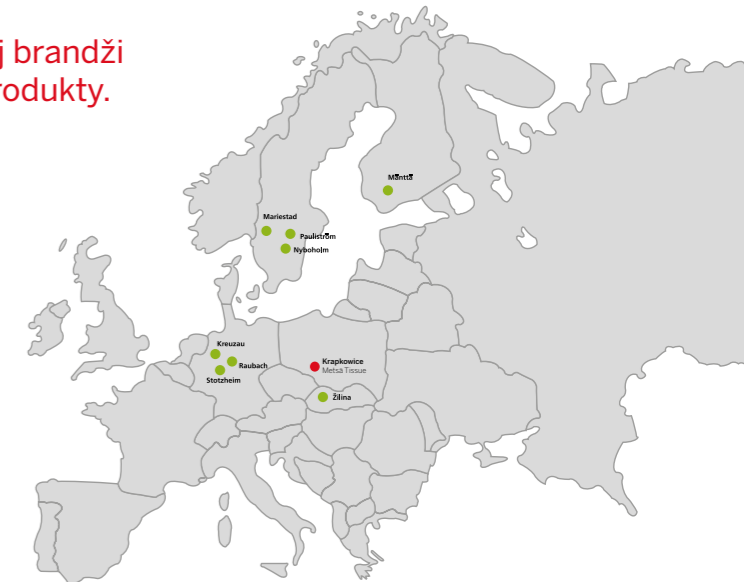 j brandži
rodukty.
Mänttä
Mariestad
Pauliström
Nyboholm
Kreuzau
Raubach
Stotzheim
Krapkowice
Metsä Tissue
Žilina